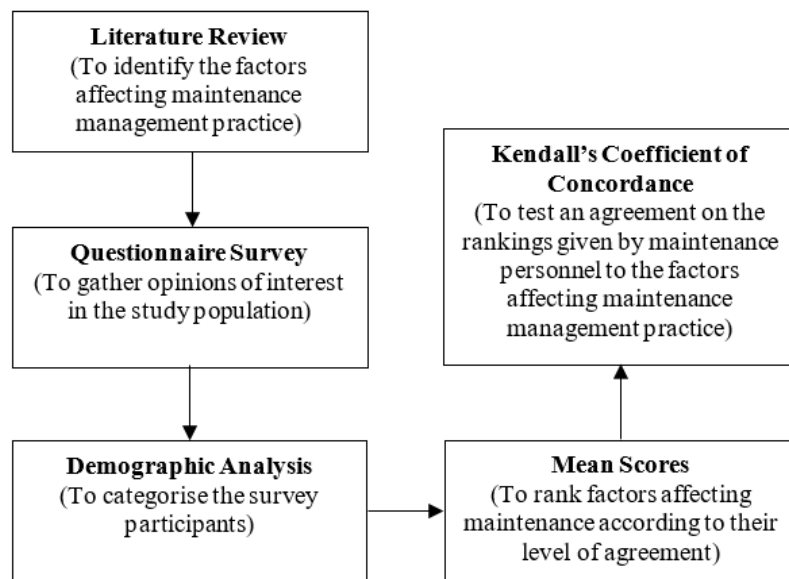 Literature Review
(To identify the factors
affecting maintenance
management practice)
Questionnaire Survey
(To gather opinions of interest
in the study population)
Demographic Analysis
(To categorise the survey
participants)
Mean Scores
(To rank factors affecting
maintenance according to their
level of agreement)
Kendall's Coefficient of
Concordance
(To test an agreement on the
rankings given by maintenance
personnel to the factors
affecting maintenance
management practice)